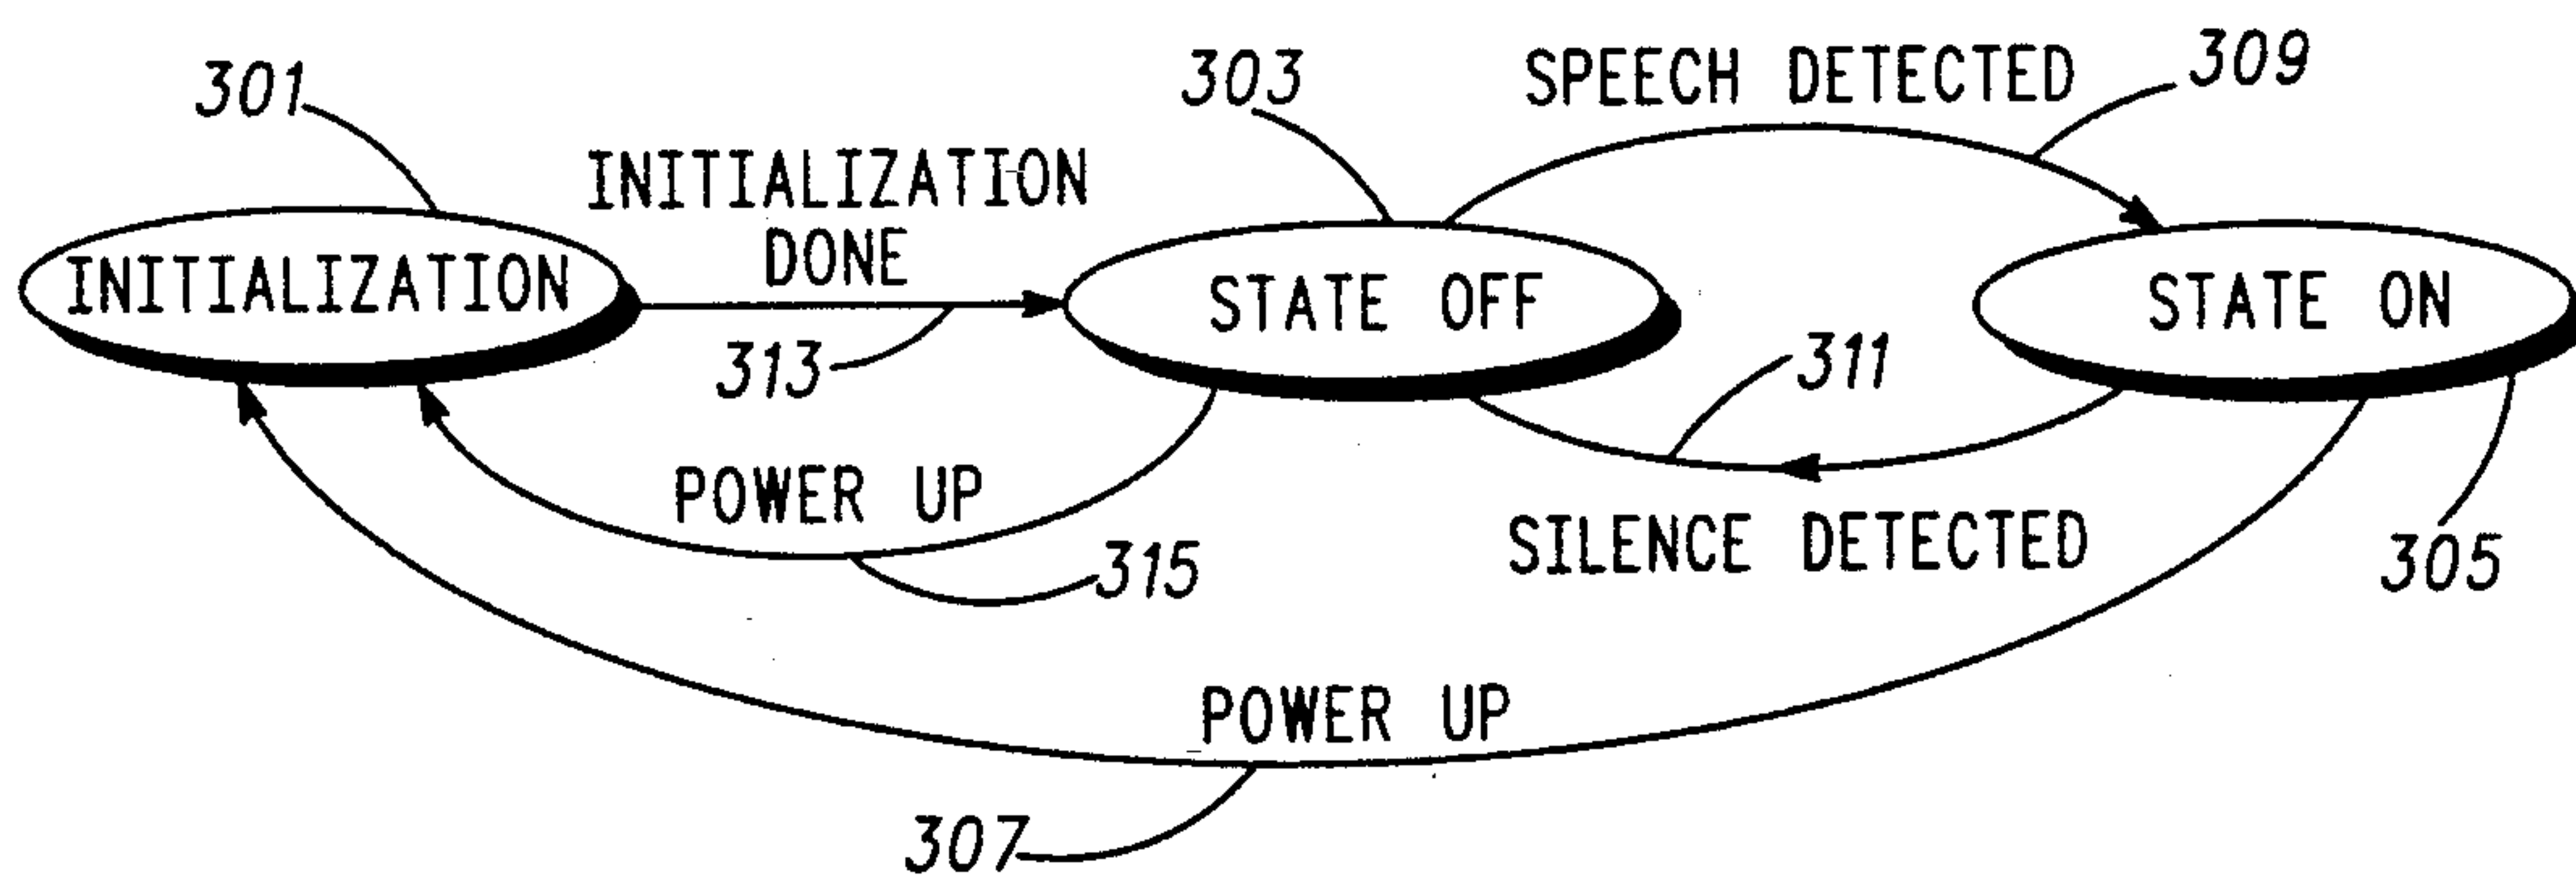 301
303
SPEECH DETECTED
309
INITIALIZATION
DONE
INITIALIZATION
STATE OFF
STATE ON
313
311
POWER UP
315
SILENCE DETECTED
305
POWER UP
307